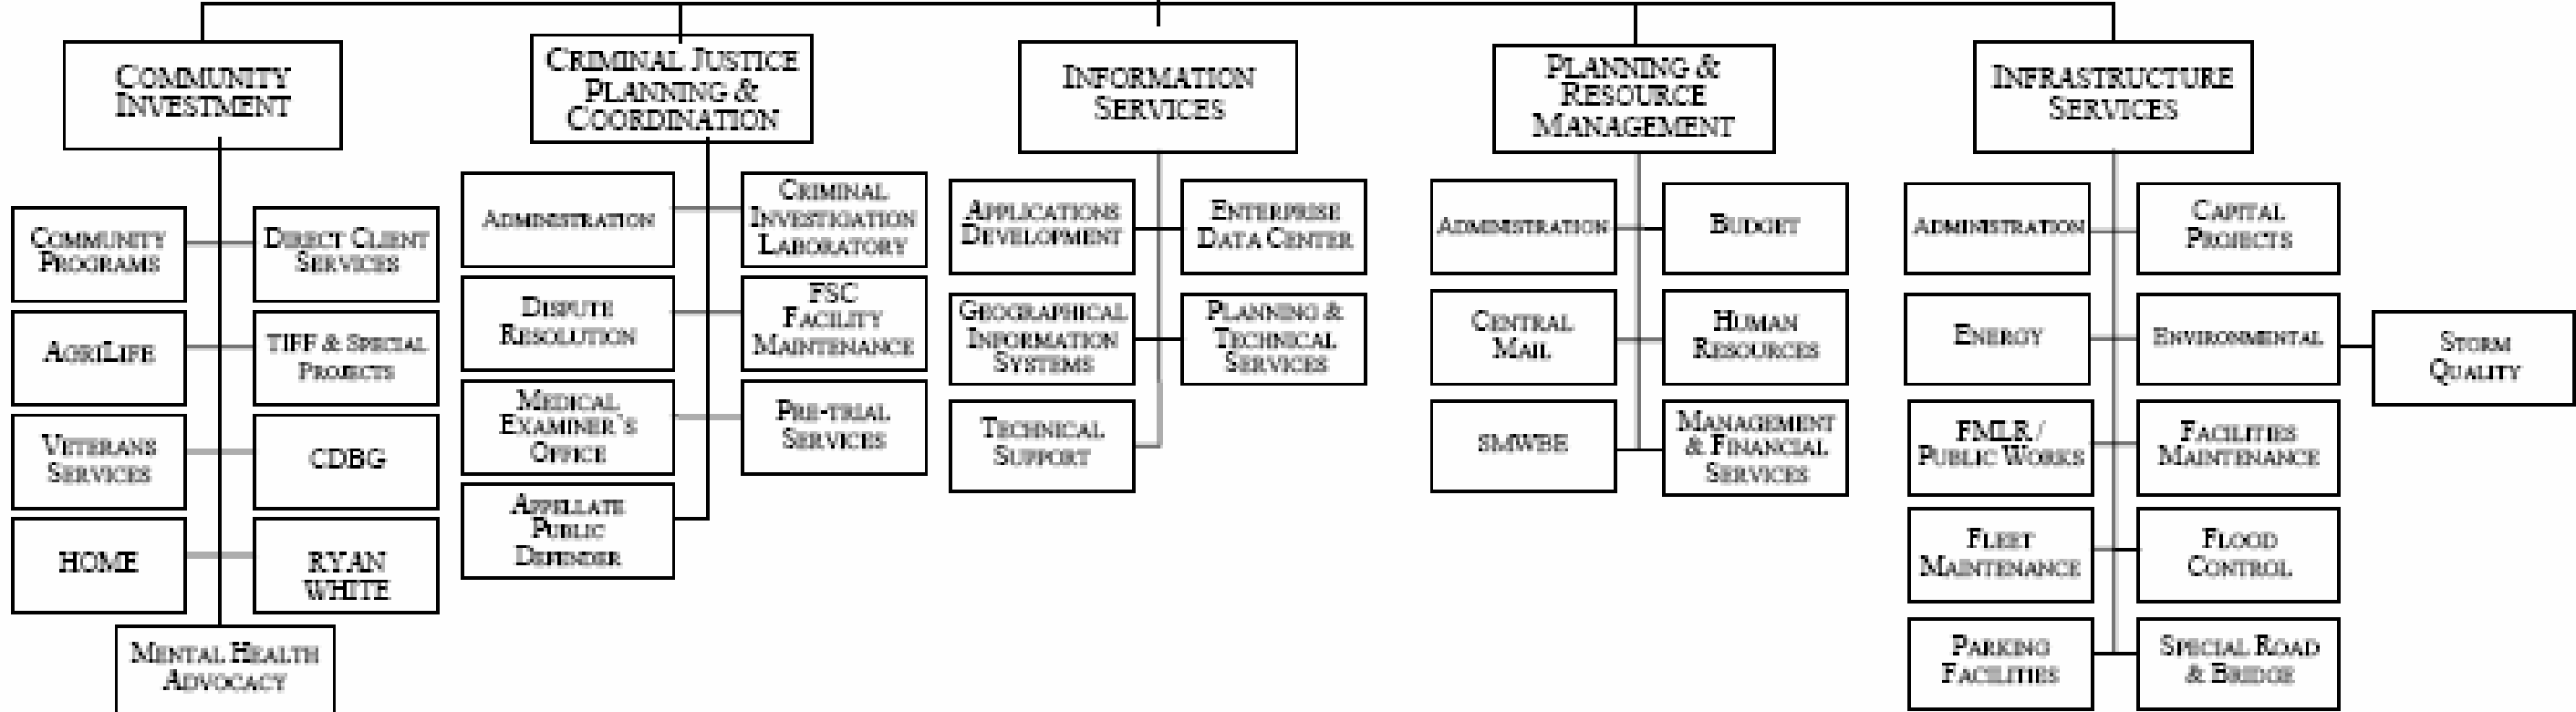 COMMUNITY
INVESTMENT
COMMUNITY
PROGRAMS
DIRECT CLIENT
SERVICES
AGRILIFE
TIFF & SPECIAL
PROJECTS
VETERANS
SERVICES
CDBG
HOME
RYAN
WHITE
MENTAL HEALTH
ADVOCACY
CRIMINAL JUSTICE
PLANNING &
COORDINATION
ADMINISTRATION
CRIMINAL
INVESTIGATION
LABORATORY
DISPUTE
RESOLUTION
FSC
FACILITY
MAINTENANCE
MEDICAL
EXAMINER`S
OFFICE
PRE-TRIAL
SERVICES
APPELLATE
PUBLIC
DEFENDER
INFORMATION
SERVICES
APPLICATIONS
DEVELOPMENT
ENTERPRISE
DATA CENTER
GEOGRAPHICAL
INFORMATION
SYSTEMS
PLANNING &
TECHNICAL
SERVICES
TECHNICAL
SUPPORT
PLANNING &
RESOURCE
MANAGEMENT
ADMINISTRATION
BUDGET
CENTRAL
MAIL
HUMAN
RESOURCES
SMWBE
MANAGEMENT
& FINANCIAL
SERVICES
INFRASTRUCTURE
SERVICES
ADMINISTRATION
CAPITAL
PROJECTS
ENERGY
ENVIRONMENTAL
STORM
QUALITY
FMLR /
PUBLIC WORKS
FACILITIES
MAINTENANCE
FLEET
MAINTENANCE
FLOOD
CONTROL
PARKING
FACILITIES
SPECIAL ROAD
& BRIDGE